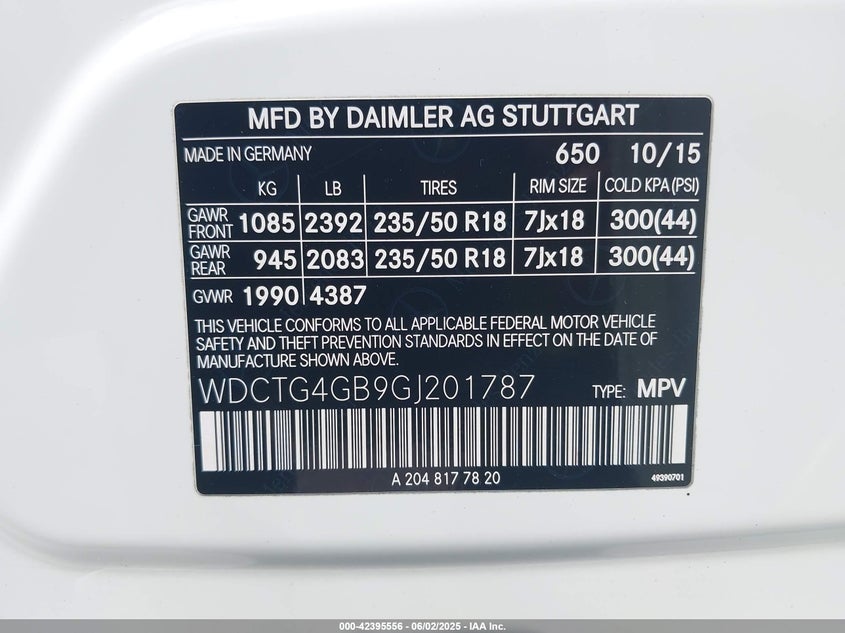 MFD BY DAIMLER AG STUTTGART
MADE IN GERMANY 650 10/15
KG LB TIRES RIM SIZE COLD KPA (PSI)
GAWR FRONT 1085 2392 235/50 R18 7Jx18 300(44)
GAWR REAR 945 2083 235/50 R18 7Jx18 300(44)
GVWR 1990 4387
THIS VEHICLE CONFORMS TO ALL APPLICABLE FEDERAL MOTOR VEHICLE
SAFETY AND THEFT PREVENTION STANDARDS IN EFFECT ON THE DATE OF
MANUFACTURE SHOWN ABOVE.
WDCTG4GB9GJ201787 TYPE: MPV
A 204 817 78 20 49390701
000-42395556 - 06/02/2025 - IAA Inc.